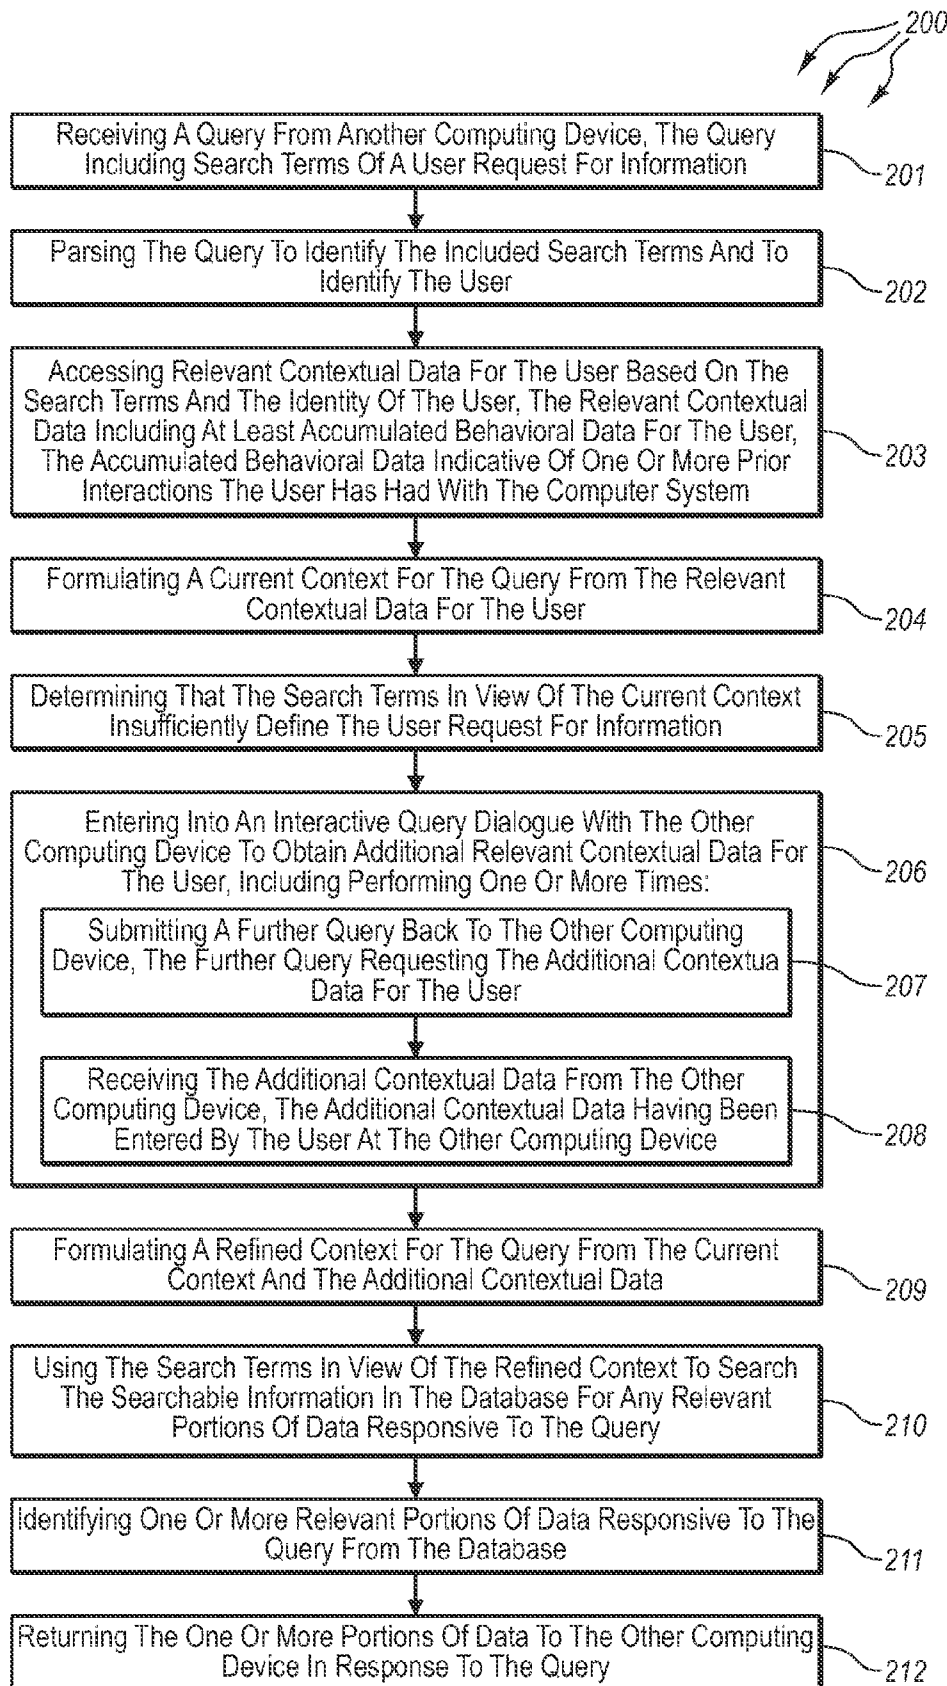 200
Receiving A Query From Another Computing Device, The Query
Including Search Terms Of A User Request For Information
201
Parsing The Query To Identify The Included Search Terms And To
Identify The User
202
Accessing Relevant Contextual Data For The User Based On The
Search Terms And The Identity Of The User, The Relevant Contextual
Data Including At Least Accumulated Behavioral Data For The User,
The Accumulated Behavioral Data Indicative Of One Or More Prior
Interactions The User Has Had With The Computer System
203
Formulating A Current Context For The Query From The Relevant
Contextual Data For The User
204
Determining That The Search Terms In View Of The Current Context
Insufficiently Define The User Request For Information
205
Entering Into An Interactive Query Dialogue With The Other
Computing Device To Obtain Additional Relevant Contextual Data For
The User, Including Performing One Or More Times:
206
Submitting A Further Query Back To The Other Computing
Device, The Further Query Requesting The Additional Contextua
Data For The User
207
Receiving The Additional Contextual Data From The Other
Computing Device, The Additional Contextual Data Having Been
Entered By The User At The Other Computing Device
208
Formulating A Refined Context For The Query From The Current
Context And The Additional Contextual Data
209
Using The Search Terms In View Of The Refined Context To Search
The Searchable Information In The Database For Any Relevant
Portions Of Data Responsive To The Query
210
Identifying One Or More Relevant Portions Of Data Responsive To The
Query From The Database
211
Returning The One Or More Portions Of Data To The Other Computing
Device In Response To The Query
212